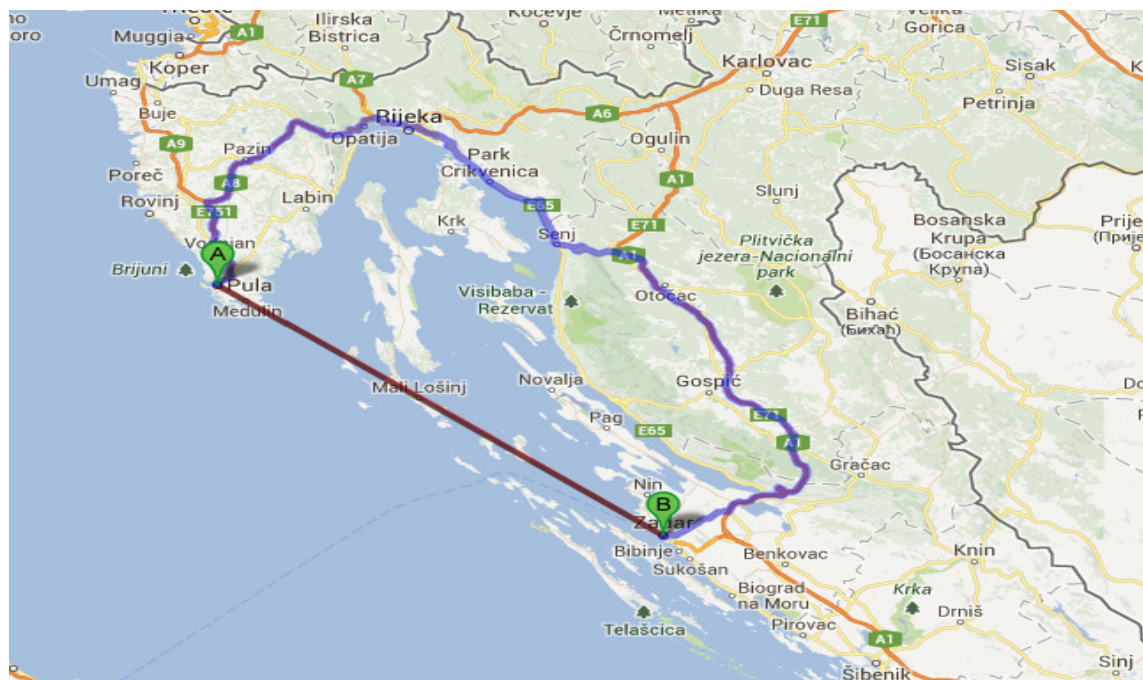 Muggia
A1
Ilirska
Bistrica
Kočevje
Črnomelj
E71
Velika
Gorica
Koper
Karlovac
Sisak
Umag
A7
Duga Resa
Petrinja
Buje
A6
Rijeka
Opatija
Ogulin
A9
Pazin
Park
Crikvenica
A1
Poreč
A8
Labin
Slunj
Rovinj
E751
Krk
E65
E71
Bosanska
Krupa
(Босанска
Крупа)
Prije
(Прије
Senj
A1
Plitvička
jezera-Nacionalni
park
Brijuni
A
Pula
Medulin
Visibaba -
Rezervat
Otočac
Bihać
(Бихаћ)
Mali Lošinj
Novalja
Gospić
Pag
E71
E65
A1
Gračac
Nin
B
Zadar
Bibinje
Sukošan
Benkovac
Knin
Biograd
na Moru
Krka
Drniš
Telašćica
Pirovac
A1
Šibenik
Sinj